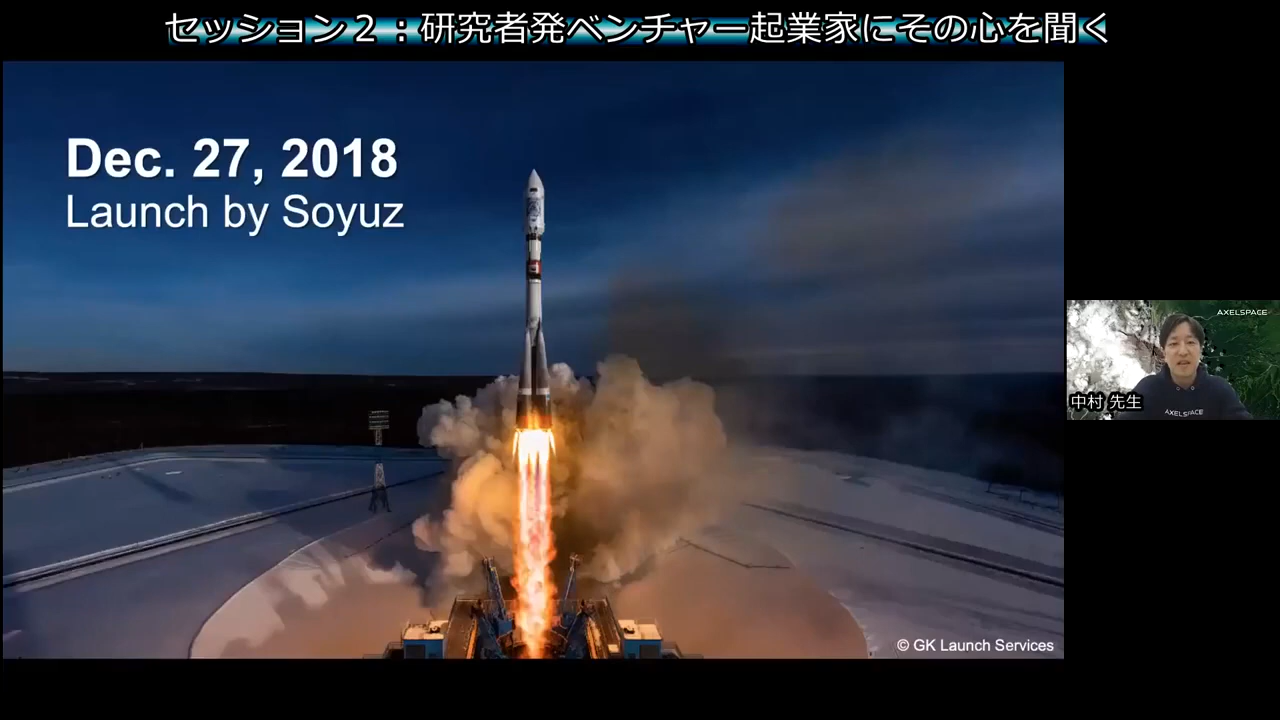 セッション２：研究者発ベンチャー起業家にその心を聞く
Dec. 27, 2018
Launch by Soyuz
AXELSPACE
AXELSPACE
中村 先生
© GK Launch Services